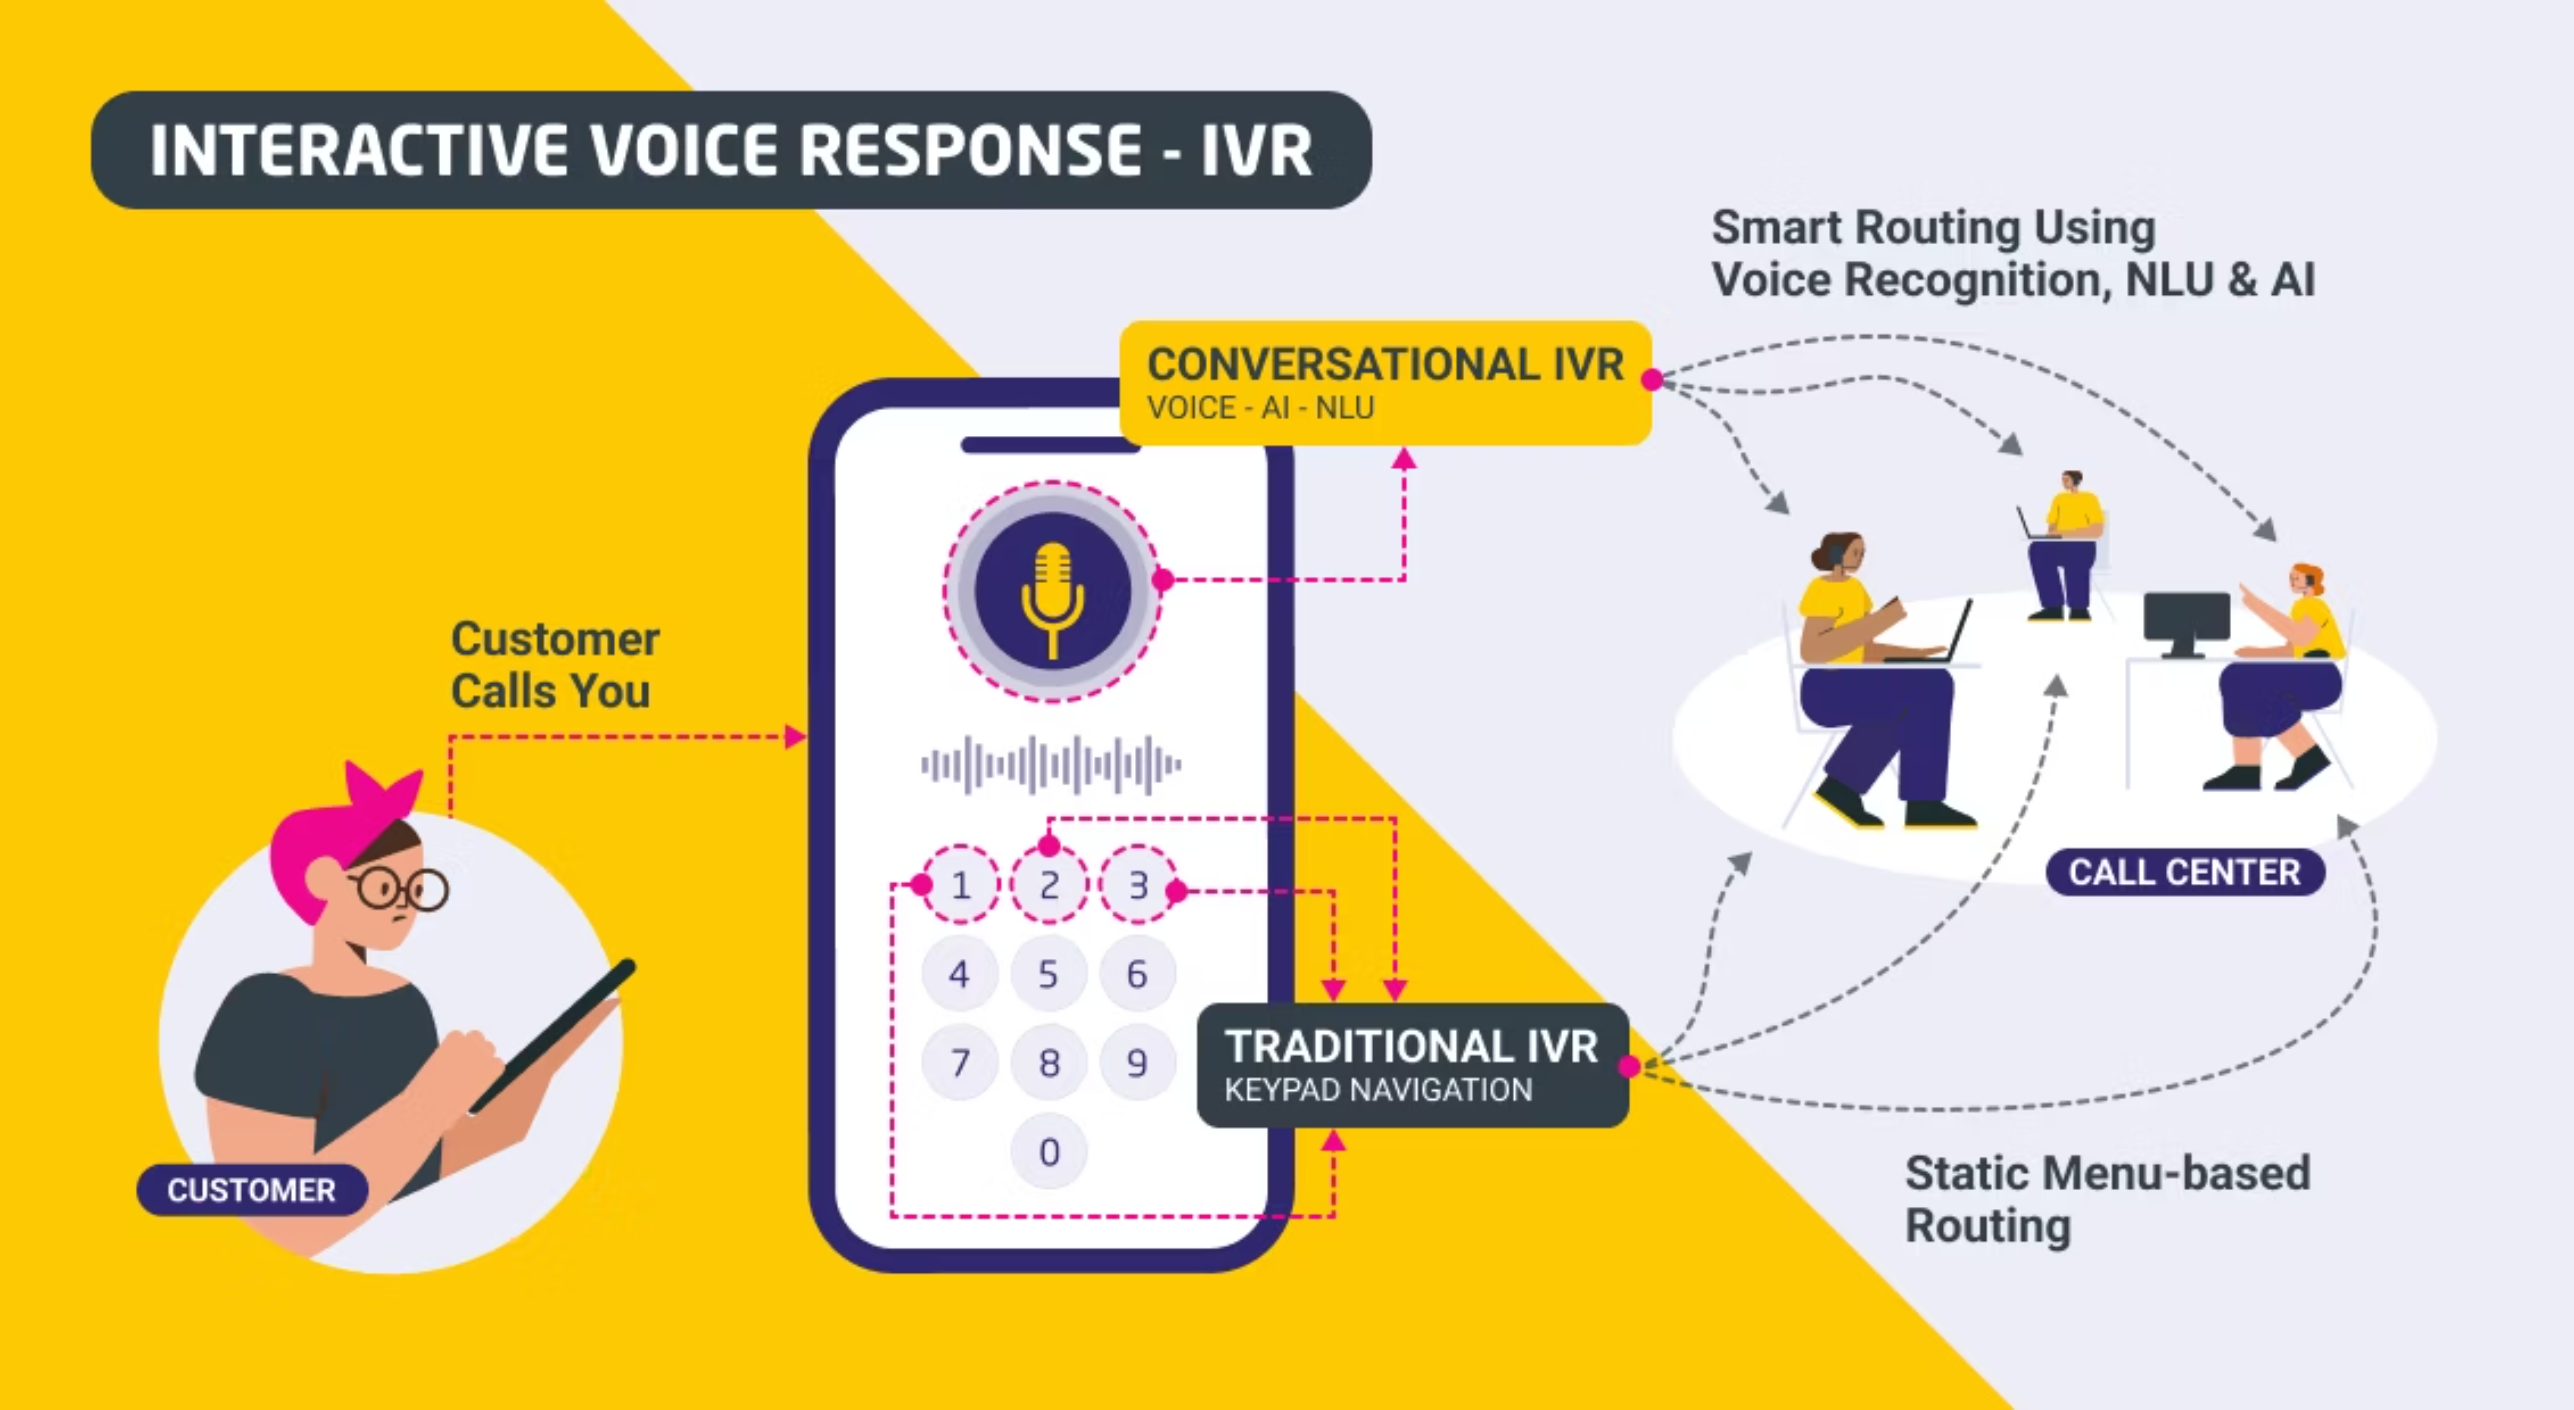 INTERACTIVE VOICE RESPONSE - IVR
Smart Routing Using
Voice Recognition, NLU & AI
CONVERSATIONAL IVR
VOICE - AI - NLU
Customer
Calls You
1 2 3
4 5 6
7 8 9
0
TRADITIONAL IVR
KEYPAD NAVIGATION
CALL CENTER
CUSTOMER
Static Menu-based
Routing